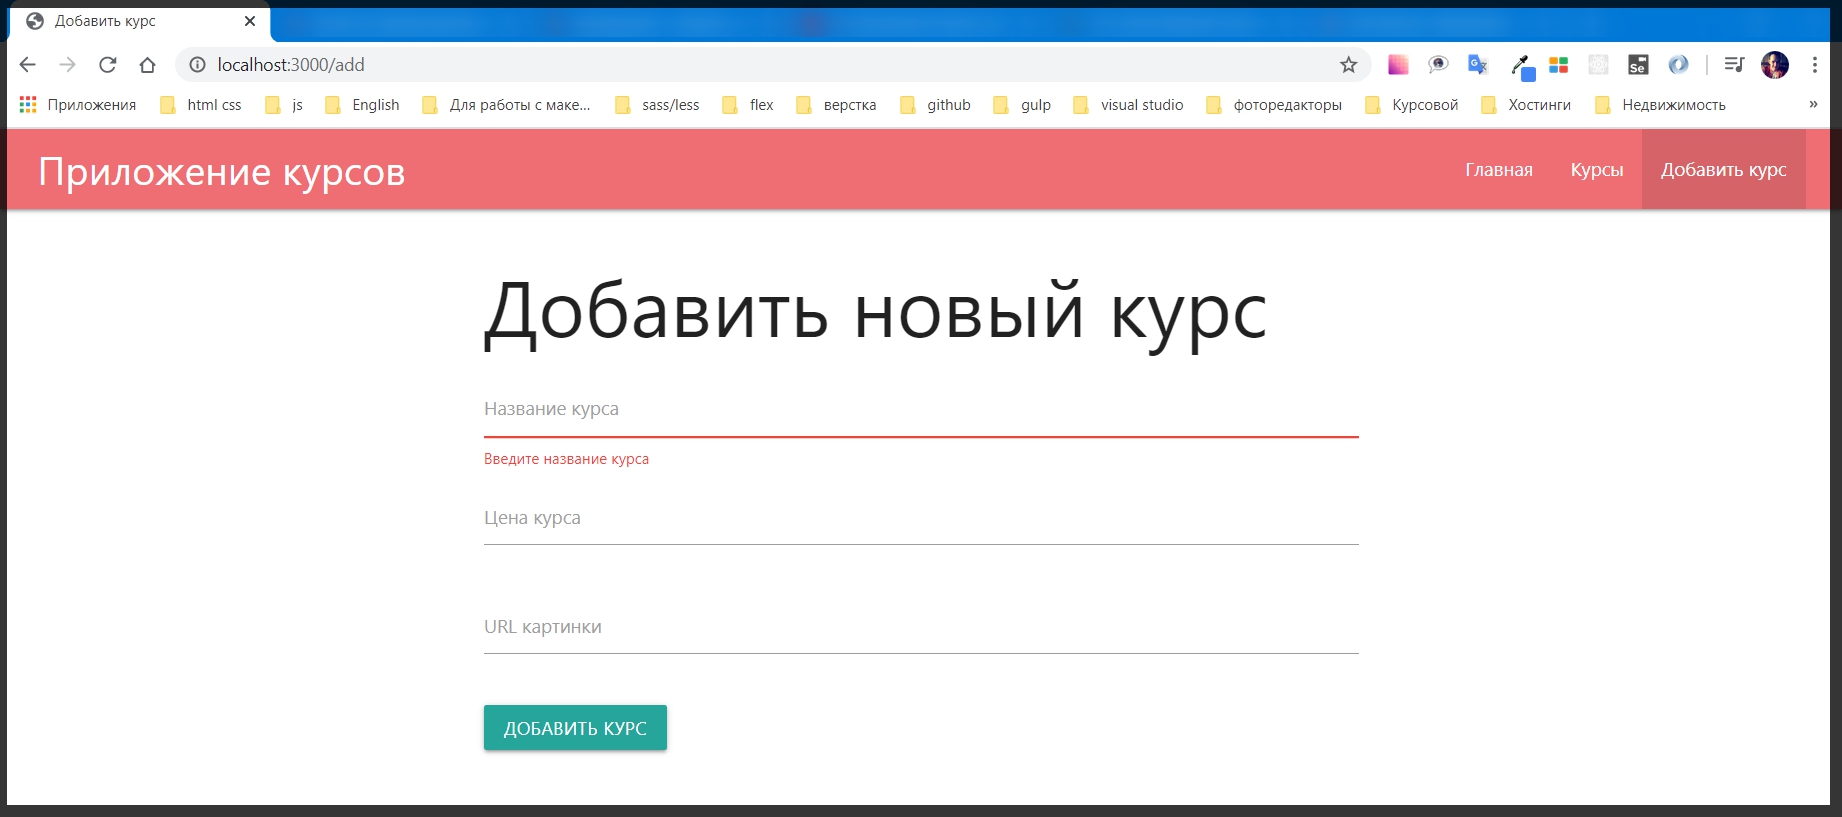 Добавить курс
localhost:3000/add
Приложения html css js English Для работы с маке... sass/less flex верстка github gulp visual studio фоторедакторы Курсовой Хостинги Недвижимость »
Приложение курсов Главная Курсы Добавить курс
Добавить новый курс
Название курса
Введите название курса
Цена курса
URL картинки
ДОБАВИТЬ КУРС